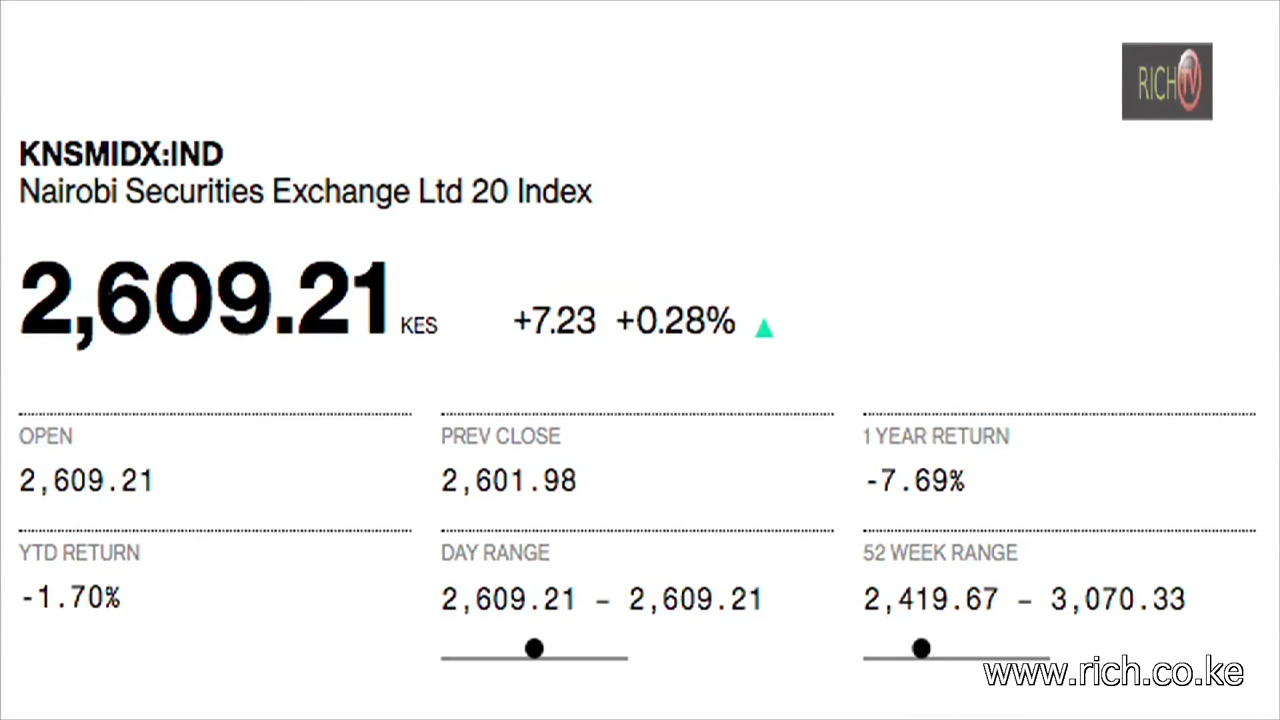 RICH TV
KNSMIDX:IND
Nairobi Securities Exchange Ltd 20 Index
2,609.21 KES +7.23 +0.28%
OPEN PREV CLOSE 1 YEAR RETURN
2,609.21 2,601.98 -7.69%
YTD RETURN DAY RANGE 52 WEEK RANGE
-1.70% 2,609.21 – 2,609.21 2,419.67 – 3,070.33
www.rich.co.ke